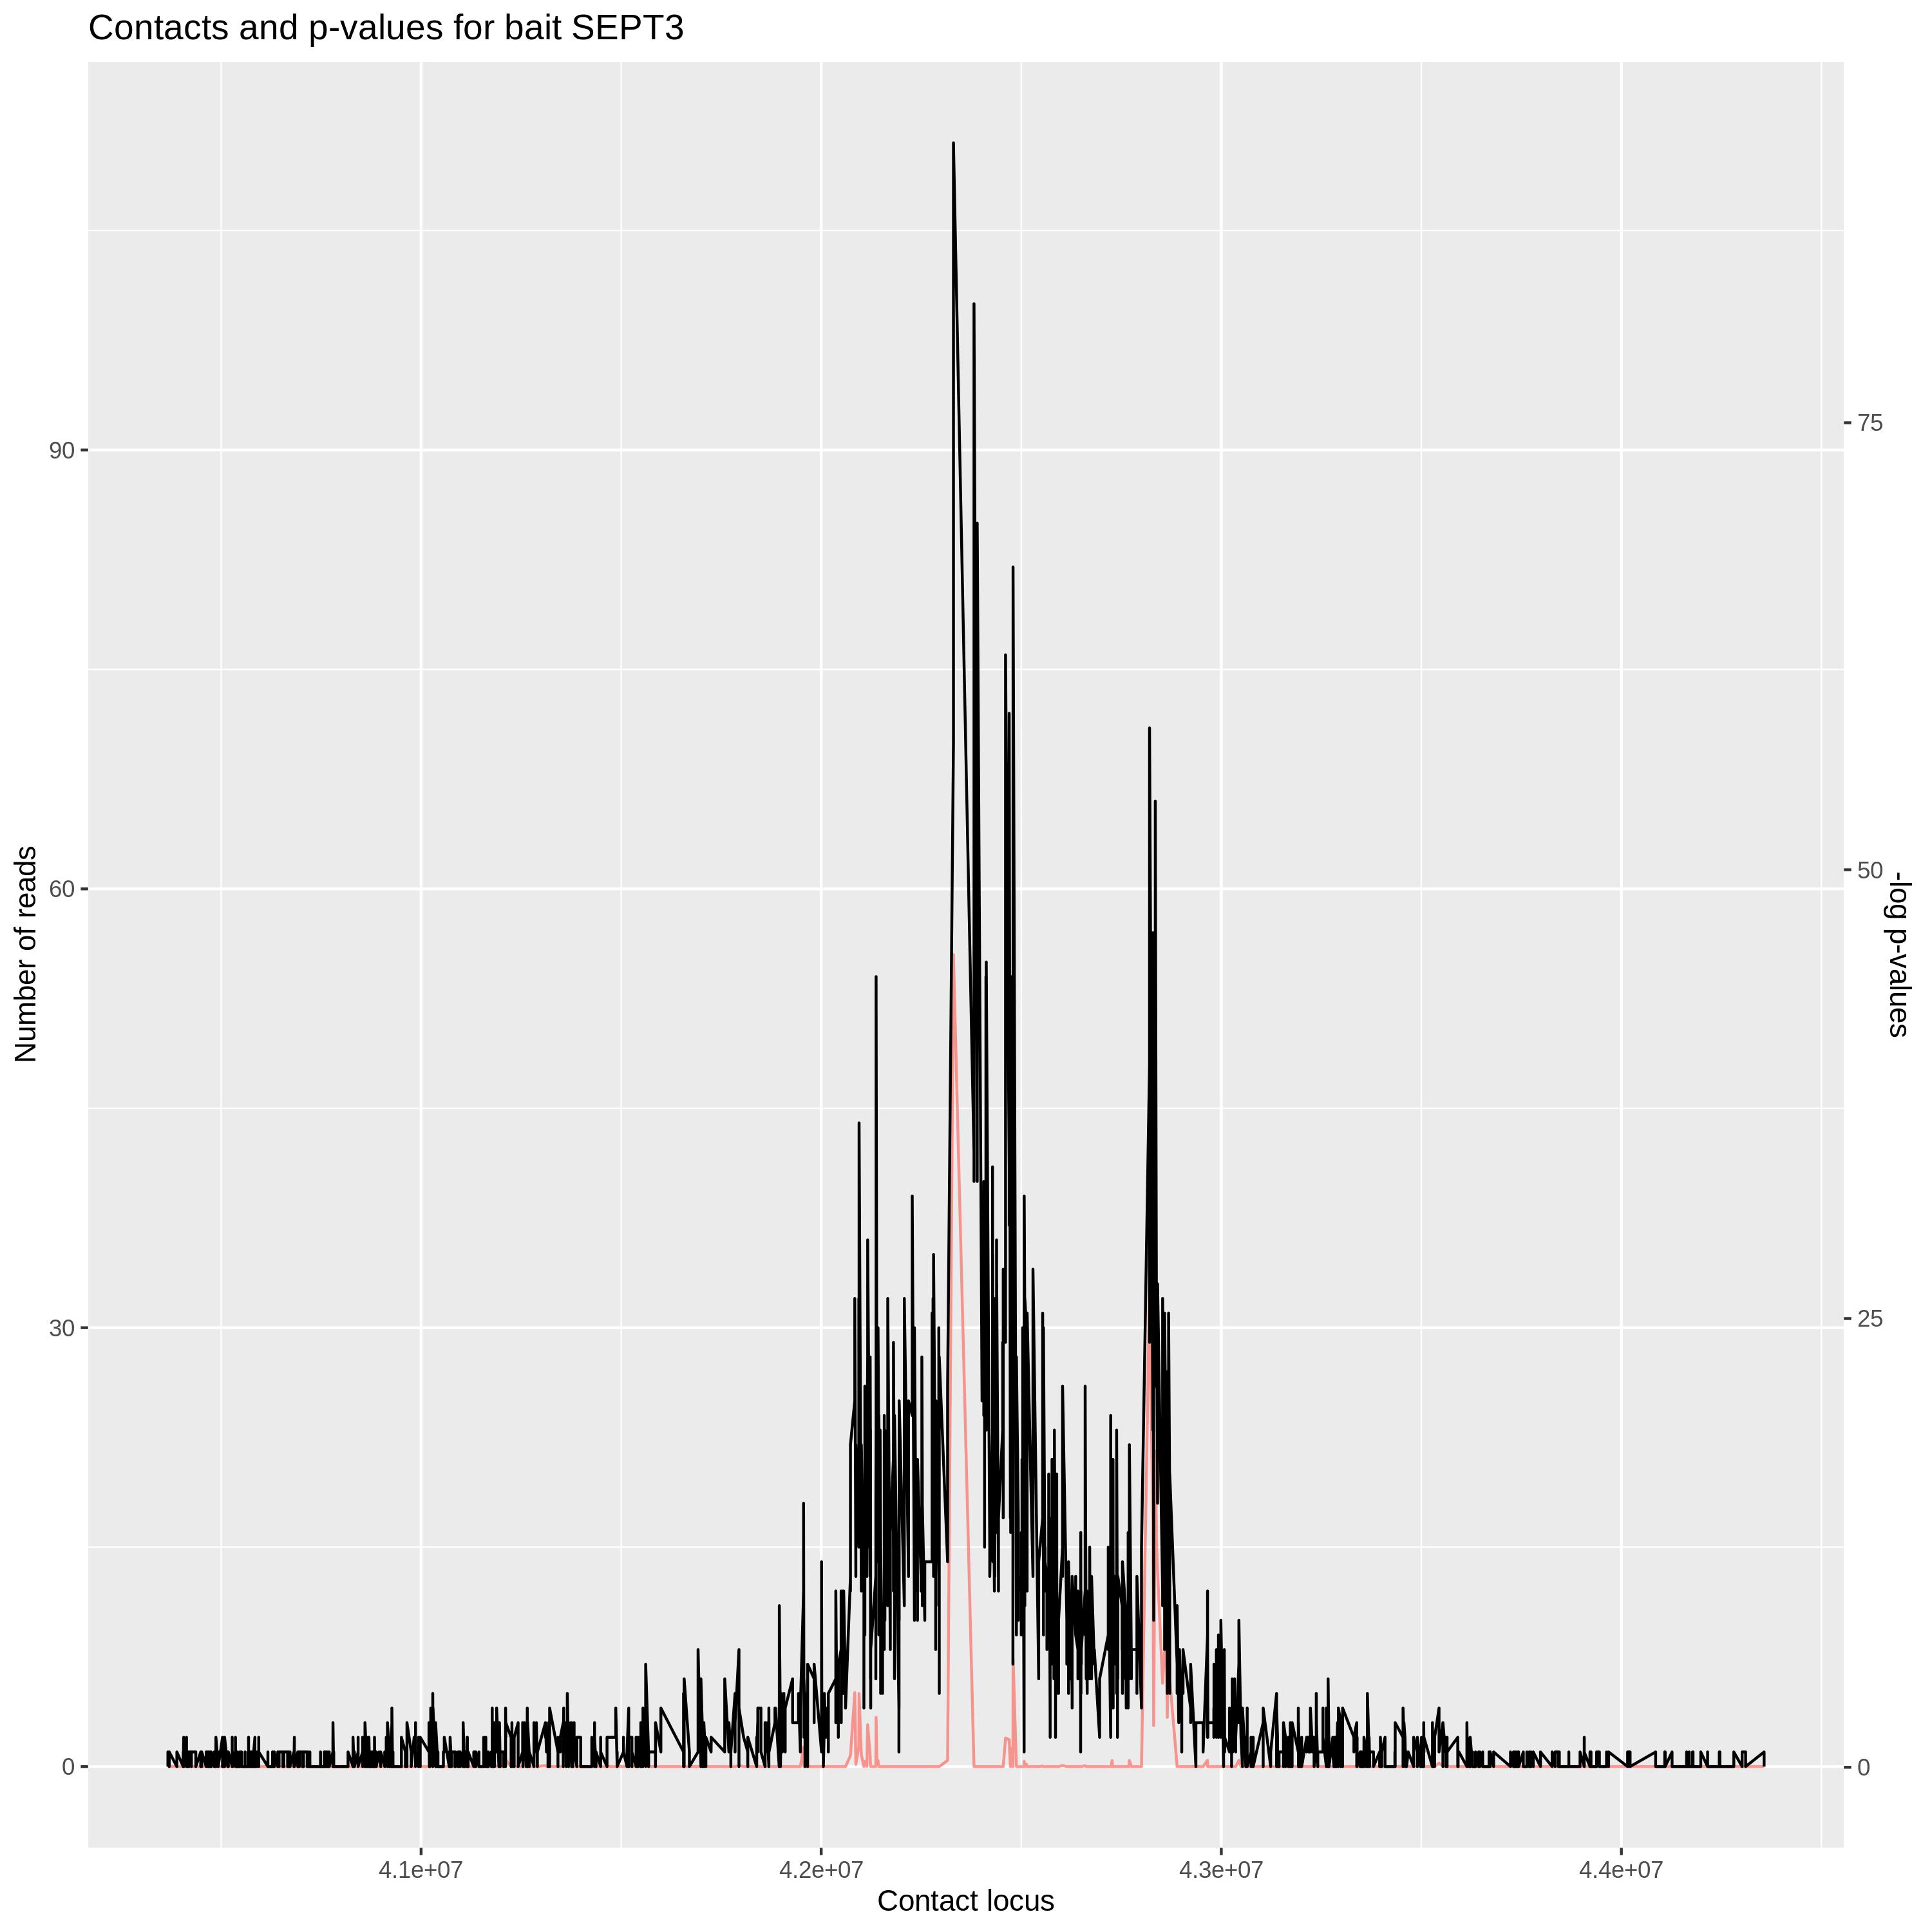 Contacts and p-values for bait SEPT3
90
60
30
0
75
50
25
0
Number of reads
-log p-values
4.1e+07
4.2e+07
4.3e+07
4.4e+07
Contact locus